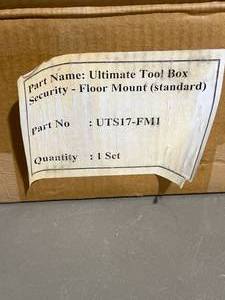 Part Name: Ultimate Tool Box
Security - Floor Mount (standard)
Part No : UTS17-FM1
Quantity : 1 Set